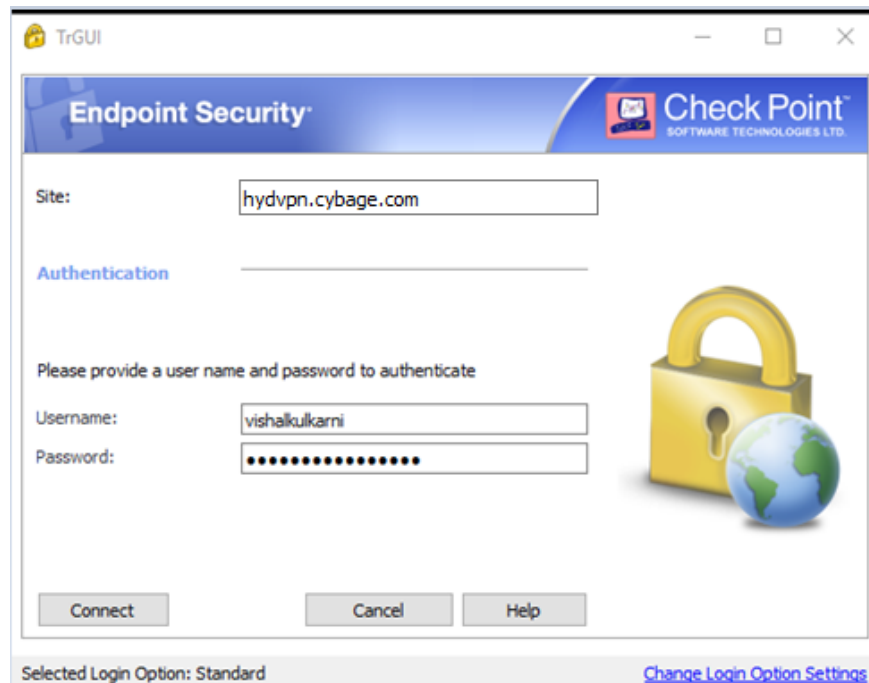 TrGUI
Endpoint Security
Check Point™
SOFTWARE TECHNOLOGIES LTD.
Site:
hydvpn.cybage.com
Authentication
Please provide a user name and password to authenticate
Username:
vishalkulkarni
Password:
••••••••••••••••
Connect
Cancel
Help
Selected Login Option: Standard
Change Login Option Settings